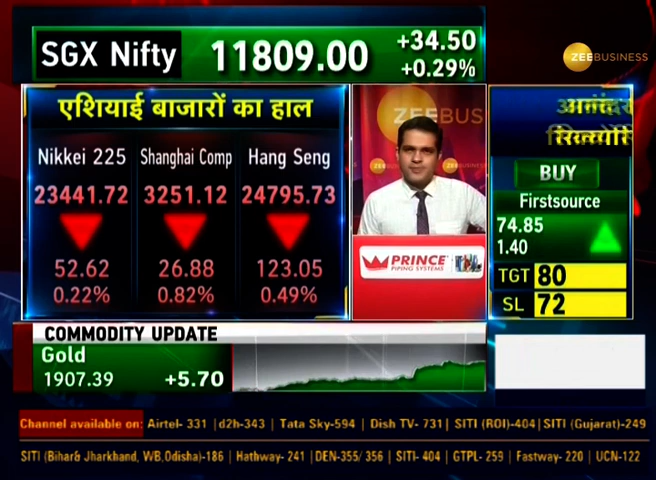 SGX Nifty 11809.00 +34.50
+0.29%
ZEEBUSINESS
एशियाई बाजारों का हाल
Nikkei 225 Shanghai Comp Hang Seng
23441.72 3251.12 24795.73
52.62 26.88 123.05
0.22% 0.82% 0.49%
ZEEBUS
ZEEBUSINESS
PRINCE
PIPING SYSTEMS
BUY
Firstsource
74.85
1.40
TGT 80
SL 72
COMMODITY UPDATE
Gold
1907.39 +5.70
Channel available on: Airtel- 331 | d2h-343 | Tata Sky-594 | Dish TV- 731 | SITI (ROI)-404 | SITI (Gujarat)-249
SITI (Bihar& Jharkhand, WB,Odisha)-186 | Hathway- 241 | DEN-355/ 356 | SITI- 404 | GTPL- 259 | Fastway- 220 | UCN-122